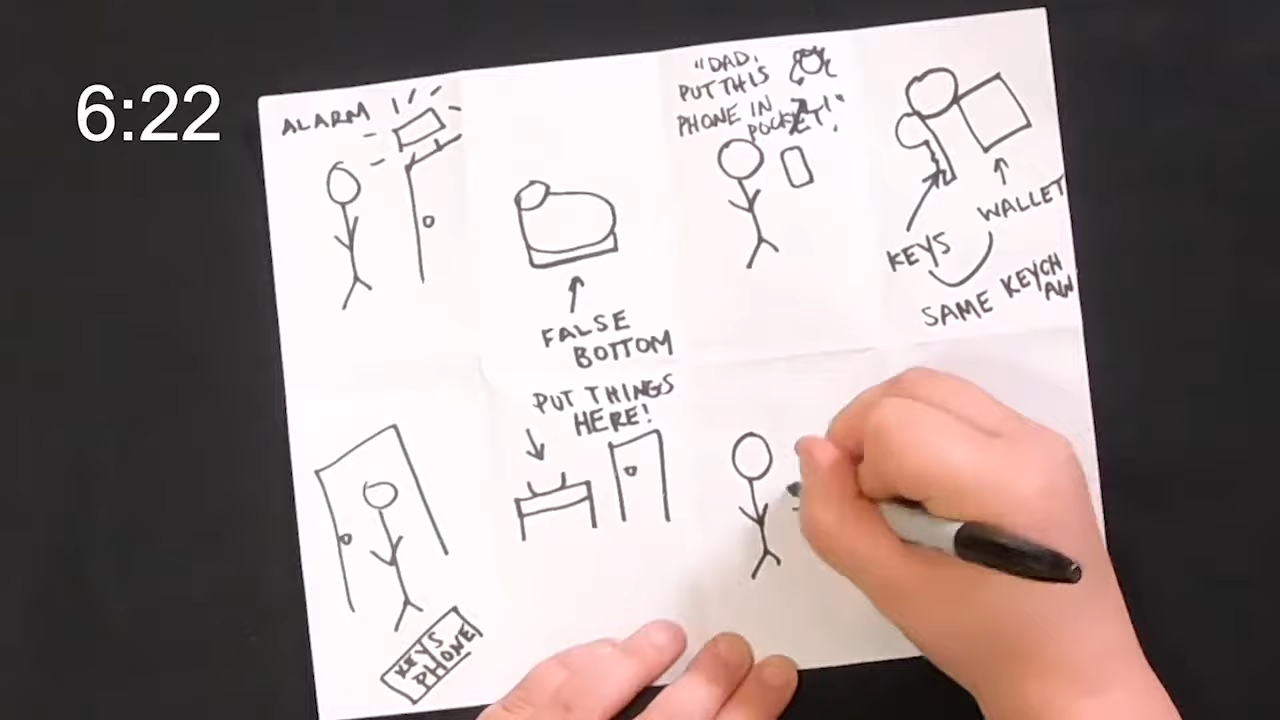 6:22
ALARM
FALSE
BOTTOM
"DAD,
PUT THIS
PHONE IN
POCKET!"
KEYS
WALLET
SAME KEYCH
AIN
PUT THINGS
HERE!
KEYS
PHONE